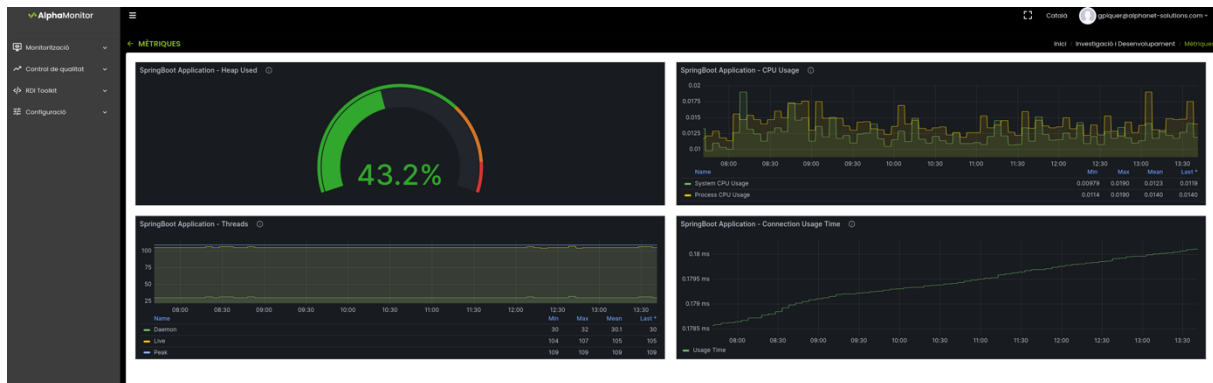 AlphaMonitor
Català
gpiquer@alphanet-solutions.com
Monitorització
Control de qualitat
RDI Toolkit
Configuració
← MÈTRIQUES
Inici
Investigació i Desenvolupament
Mètriques
SpringBoot Application - Heap Used
43.2%
SpringBoot Application - CPU Usage
0.02
0.0175
0.015
0.0125
0.01
08:00 08:30 09:00 09:30 10:00 10:30 11:00 11:30 12:00 12:30 13:00 13:30
Name Min Max Mean Last *
System CPU Usage 0.00979 0.0190 0.0123 0.0119
Process CPU Usage 0.0114 0.0190 0.0140 0.0140
SpringBoot Application - Threads
100
75
50
25
08:00 08:30 09:00 09:30 10:00 10:30 11:00 11:30 12:00 12:30 13:00 13:30
Name Min Max Mean Last *
Daemon 30 32 30.1 30
Live 104 107 105 105
Peak 109 109 109 109
SpringBoot Application - Connection Usage Time
0.18 ms
0.1795 ms
0.179 ms
0.1785 ms
08:00 08:30 09:00 09:30 10:00 10:30 11:00 11:30 12:00 12:30 13:00 13:30
Usage Time